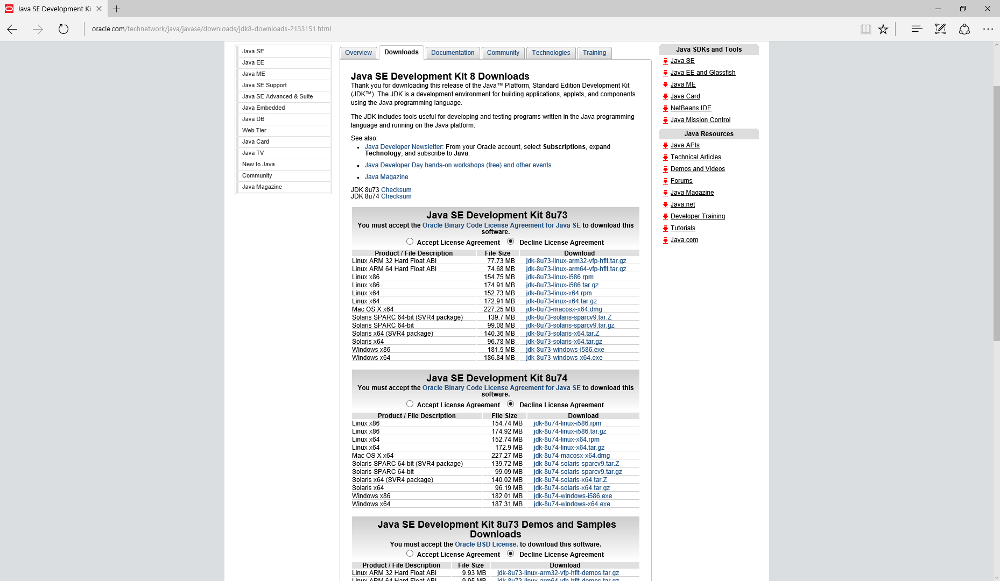 Java SE Development Ki
oracle.com/technetwork/java/javase/downloads/jdk8-downloads-2133151.html
Java SE
Java EE
Java ME
Java SE Support
Java SE Advanced & Suite
Java Embedded
Java DB
Web Tier
Java Card
Java TV
New to Java
Community
Java Magazine
Overview Downloads Documentation Community Technologies Training
Java SE Development Kit 8 Downloads
Thank you for downloading this release of the Java™ Platform, Standard Edition Development Kit
(JDK™). The JDK is a development environment for building applications, applets, and components
using the Java programming language.
The JDK includes tools useful for developing and testing programs written in the Java programming
language and running on the Java platform.
See also:
Java Developer Newsletter: From your Oracle account, select Subscriptions, expand
Technology, and subscribe to Java.
Java Developer Day hands-on workshops (free) and other events
Java Magazine
JDK 8u73 Checksum
JDK 8u74 Checksum
Java SE Development Kit 8u73
You must accept the Oracle Binary Code License Agreement for Java SE to download this
software.
Accept License Agreement Decline License Agreement
Product / File Description File Size Download
Linux ARM 32 Hard Float ABI 77.73 MB jdk-8u73-linux-arm32-vfp-hflt.tar.gz
Linux ARM 64 Hard Float ABI 74.68 MB jdk-8u73-linux-arm64-vfp-hflt.tar.gz
Linux x86 154.75 MB jdk-8u73-linux-i586.rpm
Linux x86 174.91 MB jdk-8u73-linux-i586.tar.gz
Linux x64 152.73 MB jdk-8u73-linux-x64.rpm
Linux x64 172.91 MB jdk-8u73-linux-x64.tar.gz
Mac OS X x64 227.25 MB jdk-8u73-macosx-x64.dmg
Solaris SPARC 64-bit (SVR4 package) 139.7 MB jdk-8u73-solaris-sparcv9.tar.Z
Solaris SPARC 64-bit 99.08 MB jdk-8u73-solaris-sparcv9.tar.gz
Solaris x64 (SVR4 package) 140.36 MB jdk-8u73-solaris-x64.tar.Z
Solaris x64 96.78 MB jdk-8u73-solaris-x64.tar.gz
Windows x86 181.5 MB jdk-8u73-windows-i586.exe
Windows x64 186.84 MB jdk-8u73-windows-x64.exe
Java SE Development Kit 8u74
You must accept the Oracle Binary Code License Agreement for Java SE to download this
software.
Accept License Agreement Decline License Agreement
Product / File Description File Size Download
Linux x86 154.74 MB jdk-8u74-linux-i586.rpm
Linux x86 174.92 MB jdk-8u74-linux-i586.tar.gz
Linux x64 152.74 MB jdk-8u74-linux-x64.rpm
Linux x64 172.9 MB jdk-8u74-linux-x64.tar.gz
Mac OS X x64 227.27 MB jdk-8u74-macosx-x64.dmg
Solaris SPARC 64-bit (SVR4 package) 139.72 MB jdk-8u74-solaris-sparcv9.tar.Z
Solaris SPARC 64-bit 99.09 MB jdk-8u74-solaris-sparcv9.tar.gz
Solaris x64 (SVR4 package) 140.02 MB jdk-8u74-solaris-x64.tar.Z
Solaris x64 96.19 MB jdk-8u74-solaris-x64.tar.gz
Windows x86 182.01 MB jdk-8u74-windows-i586.exe
Windows x64 187.31 MB jdk-8u74-windows-x64.exe
Java SE Development Kit 8u73 Demos and Samples
Downloads
You must accept the Oracle BSD License. to download this software.
Accept License Agreement Decline License Agreement
Product / File Description File Size Download
Linux ARM 32 Hard Float ABI 9.93 MB jdk-8u73-linux-arm32-vfp-hflt-demos.tar.gz
Linux ARM 64 Hard Float ABI 9.95 MB jdk-8u73-linux-arm64-vfp-hflt-demos.tar.gz
Java SDKs and Tools
Java SE
Java EE and Glassfish
Java ME
Java Card
NetBeans IDE
Java Mission Control
Java Resources
Java APIs
Technical Articles
Demos and Videos
Forums
Java Magazine
Java.net
Developer Training
Tutorials
Java.com